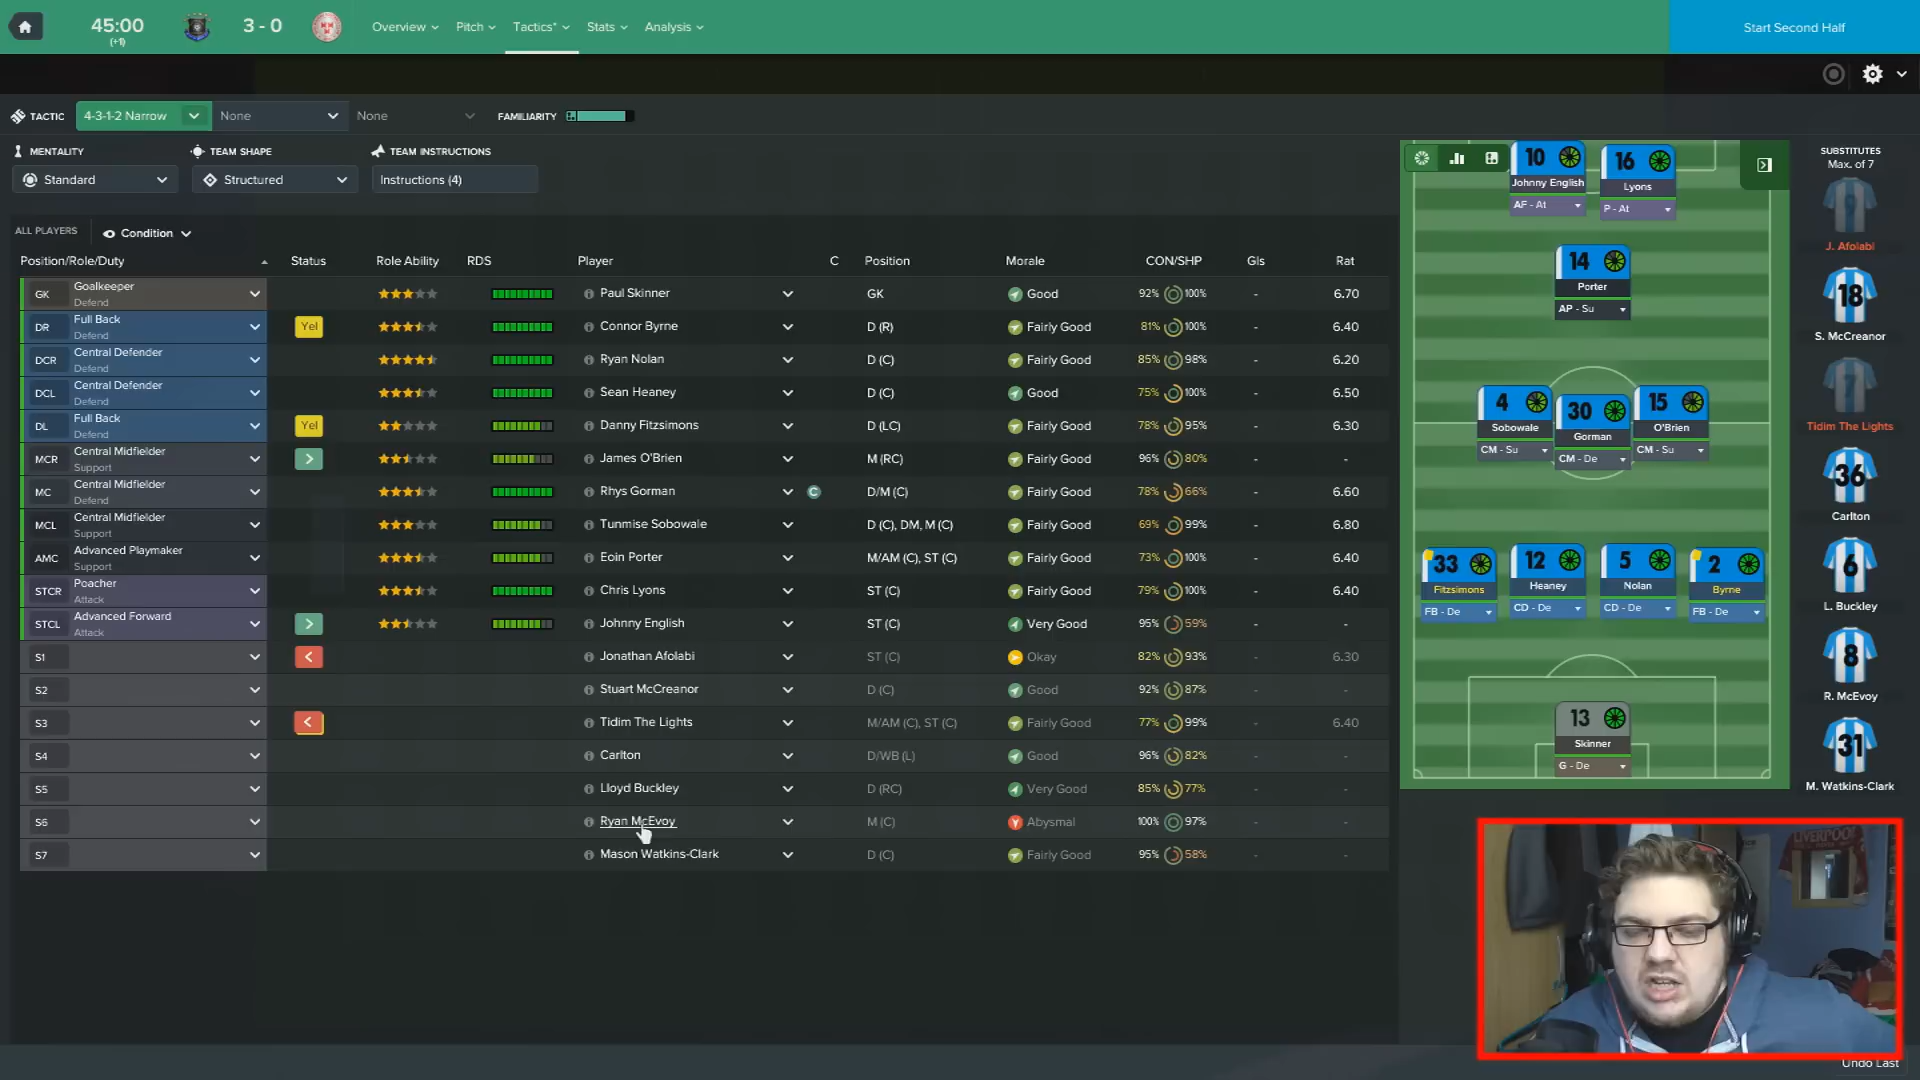 45:00
(+1)
3 - 0
Overview
Pitch
Tactics*
Stats
Analysis
Start Second Half
TACTIC
4-3-1-2 Narrow
None
None
FAMILIARITY
MENTALITY
TEAM SHAPE
TEAM INSTRUCTIONS
Standard
Structured
Instructions (4)
ALL PLAYERS
Condition
Position/Role/Duty Status Role Ability RDS Player C Position Morale CON/SHP Gls Rat
GK Goalkeeper Defend Paul Skinner GK Good 92% 100% - 6.70
DR Full Back Defend Yel Connor Byrne D (R) Fairly Good 81% 100% - 6.40
DCR Central Defender Defend Ryan Nolan D (C) Fairly Good 85% 98% - 6.20
DCL Central Defender Defend Sean Heaney D (C) Good 75% 100% - 6.50
DL Full Back Defend Yel Danny Fitzsimons D (LC) Fairly Good 78% 95% - 6.30
MCR Central Midfielder Support > James O'Brien M (RC) Fairly Good 96% 80% - -
MC Central Midfielder Defend Rhys Gorman C D/M (C) Fairly Good 78% 66% - 6.60
MCL Central Midfielder Support Tunmise Sobowale D (C), DM, M (C) Fairly Good 69% 99% - 6.80
AMC Advanced Playmaker Support Eoin Porter M/AM (C), ST (C) Fairly Good 73% 100% - 6.40
STCR Poacher Attack Chris Lyons ST (C) Fairly Good 79% 100% - 6.40
STCL Advanced Forward Attack > Johnny English ST (C) Very Good 95% 59% - -
S1 < Jonathan Afolabi ST (C) Okay 82% 93% - 6.30
S2 Stuart McCreanor D (C) Good 92% 87% - -
S3 < Tidim The Lights M/AM (C), ST (C) Fairly Good 77% 99% - 6.40
S4 Carlton D/WB (L) Good 96% 82% - -
S5 Lloyd Buckley D (RC) Very Good 85% 77% - -
S6 Ryan McEvoy M (C) Abysmal 100% 97% - -
S7 Mason Watkins-Clark D (C) Fairly Good 95% 58% - -
10
Johnny English
AF - At
16
Lyons
P - At
14
Porter
AP - Su
4
Sobowale
CM - Su
30
Gorman
CM - De
15
O'Brien
CM - Su
33
Fitzsimons
FB - De
12
Heaney
CD - De
5
Nolan
CD - De
2
Byrne
FB - De
13
Skinner
G - De
SUBSTITUTES
Max. of 7
J. Afolabi
18
S. McCreanor
Tidim The Lights
36
Carlton
6
L. Buckley
8
R. McEvoy
31
M. Watkins-Clark
LIVERPOOL
Undo Last